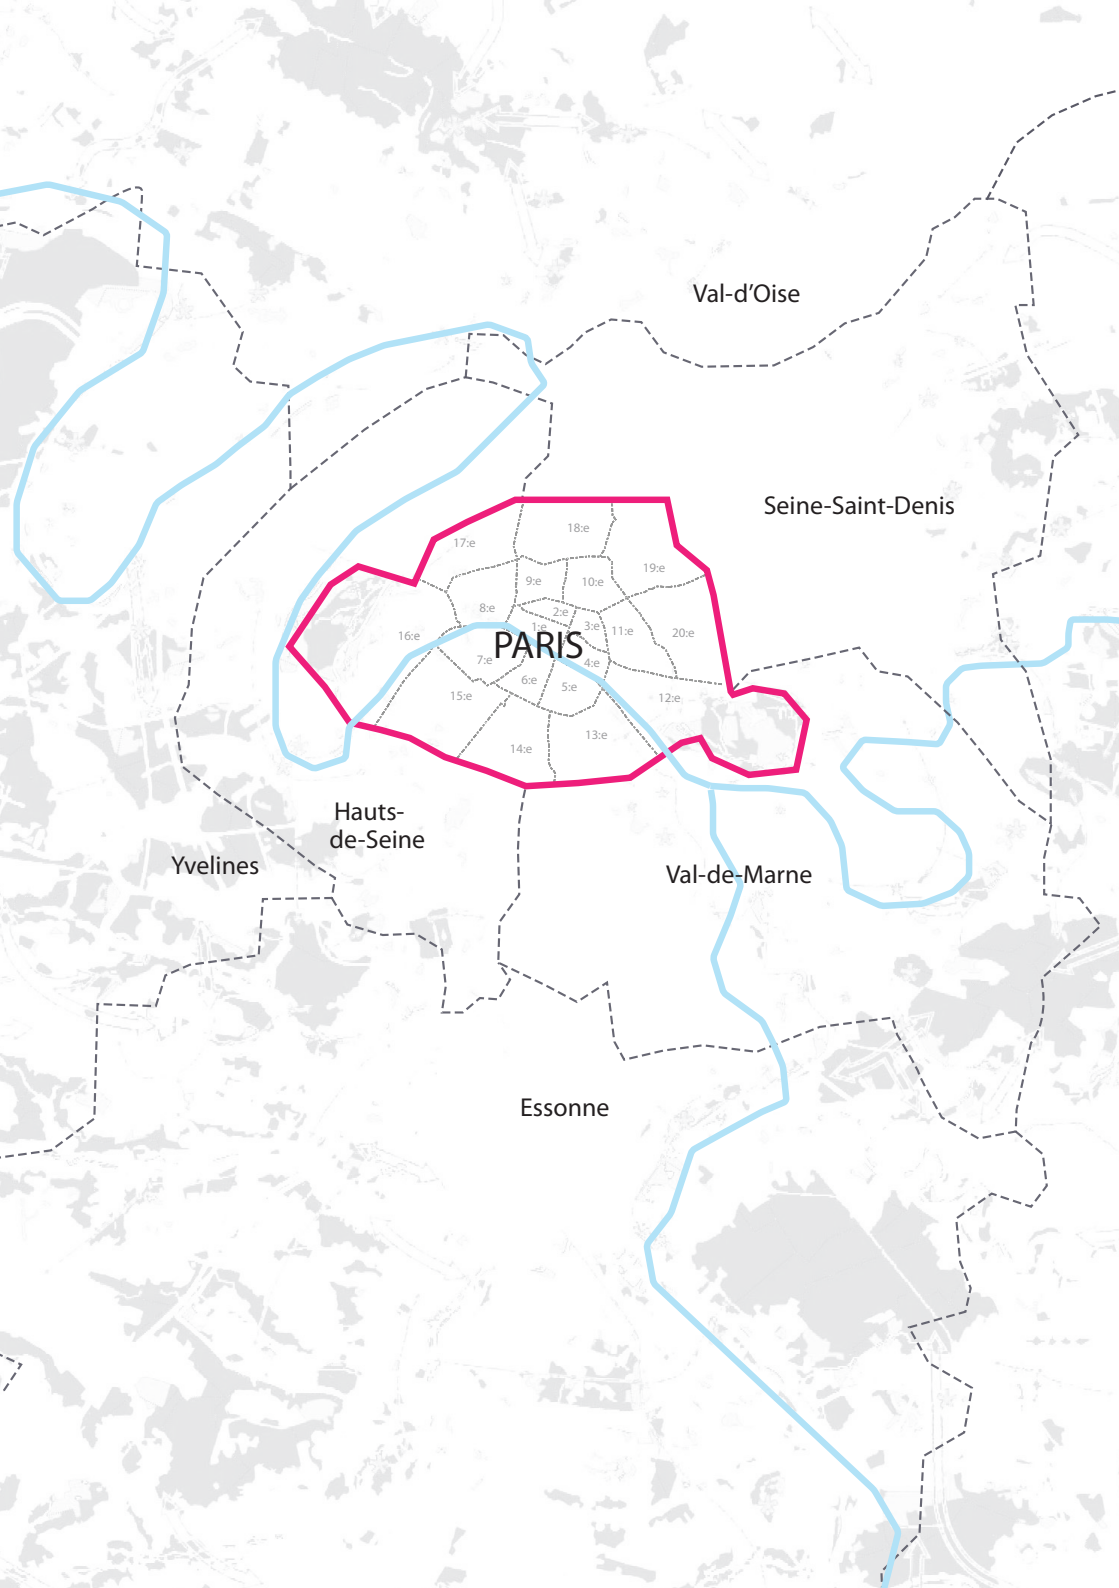 Val-d’Oise
Seine-Saint-Denis
18:e
17:e
19:e
9:e
10:e
8:e
2:e
1:e
3:e
11:e
20:e
16:e
PARIS
7:e
4:e
6:e
5:e
15:e
12:e
13:e
14:e
Hauts-
de-Seine
Yvelines
Val-de-Marne
Essonne